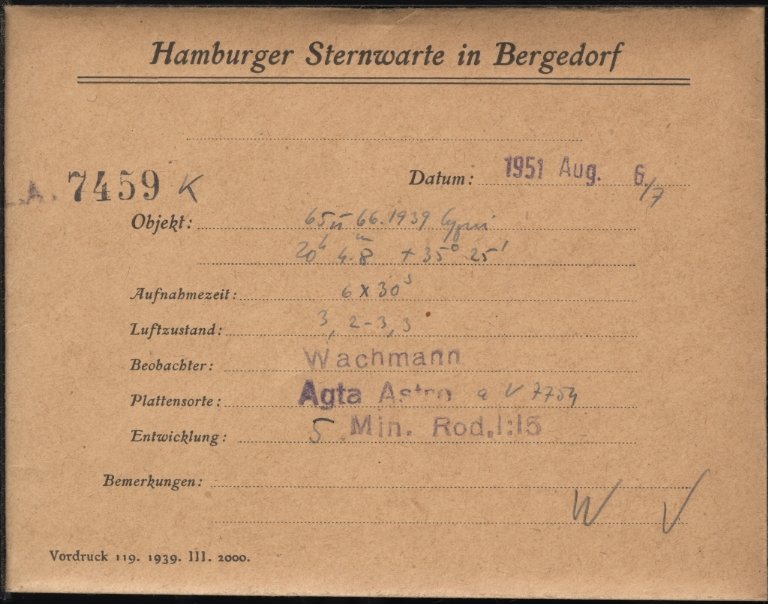 Hamburger Sternwarte in Bergedorf
L.A. 7459 K
Datum: 1951 Aug. 6/7
Objekt: 65 u 66.1939 Cygni
20h 4.m8 + 35° 25'
Aufnahmezeit: 6 x 30s
Luftzustand: 3, 2-3, 3
Beobachter: Wachmann
Plattensorte: Agfa Astro
Entwicklung: 5 Min. Rod. 1:15
Bemerkungen:
W V
Vordruck 119. 1939. III. 2000.